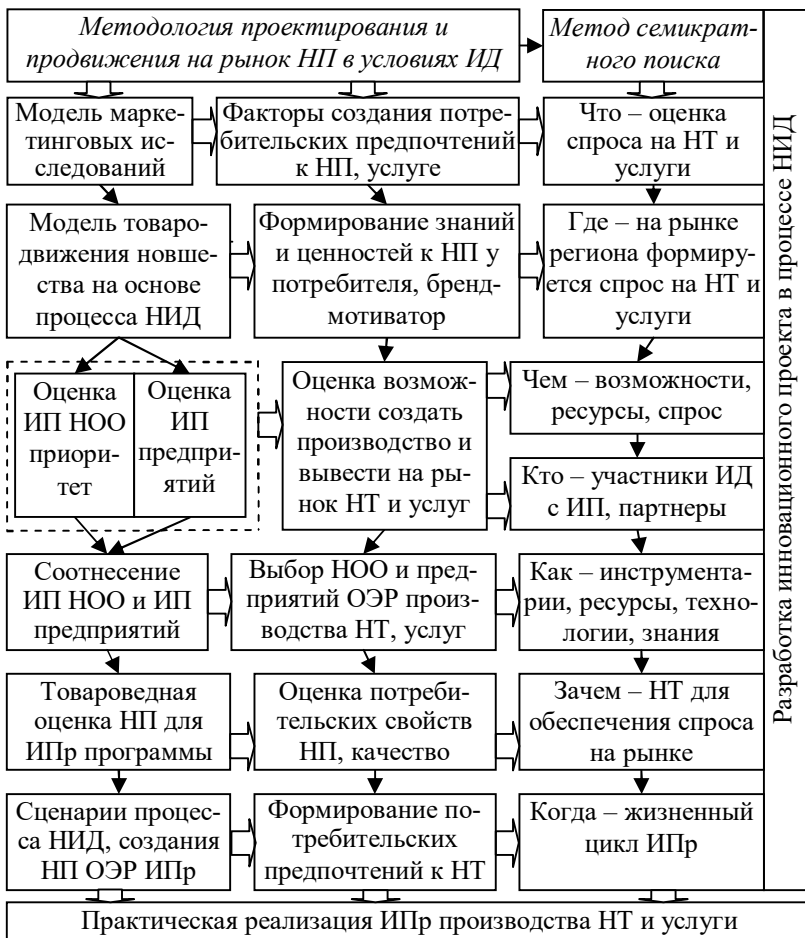 Методология проектирования и
продвижения на рынок НП в условиях ИД
Метод семикрат-
ного поиска
Модель марке-
тинговых ис-
следований
Факторы создания потре-
бительских предпочтений
к НП, услуге
Что – оценка
спроса на НТ и
услуги
Модель товаро-
движения новше-
ства на основе
процесса НИД
Формирование знаний
и ценностей к НП у
потребителя, бренд-
мотиватор
Где – на рынке
региона формиру-
ется спрос на НТ и
услуги
Оценка
ИП НОО
приори-
тет
Оценка
ИП
предпри-
ятий
Оценка возмож-
ности создать
производство и
вывести на ры-
нок НТ и услуг
Чем – возможности,
ресурсы, спрос
Кто – участники ИД
с ИП, партнеры
Соотнесение
ИП НОО и ИП
предприятий
Выбор НОО и пред-
приятий ОЭР произ-
водства НТ, услуг
Как – инструмента-
рии, ресурсы, техно-
логии, знания
Товароведная
оценка НП для
ИПр программы
Оценка потреби-
тельских свойств
НП, качество
Зачем – НТ для
обеспечения спроса
на рынке
Сценарии процес-
са НИД, создания
НП ОЭР ИПр
Формирование по-
требительских
предпочтений к НТ
Когда – жизненный
цикл ИПр
Разработка инновационного проекта в процессе НИД
Практическая реализация ИПр производства НТ и услуги